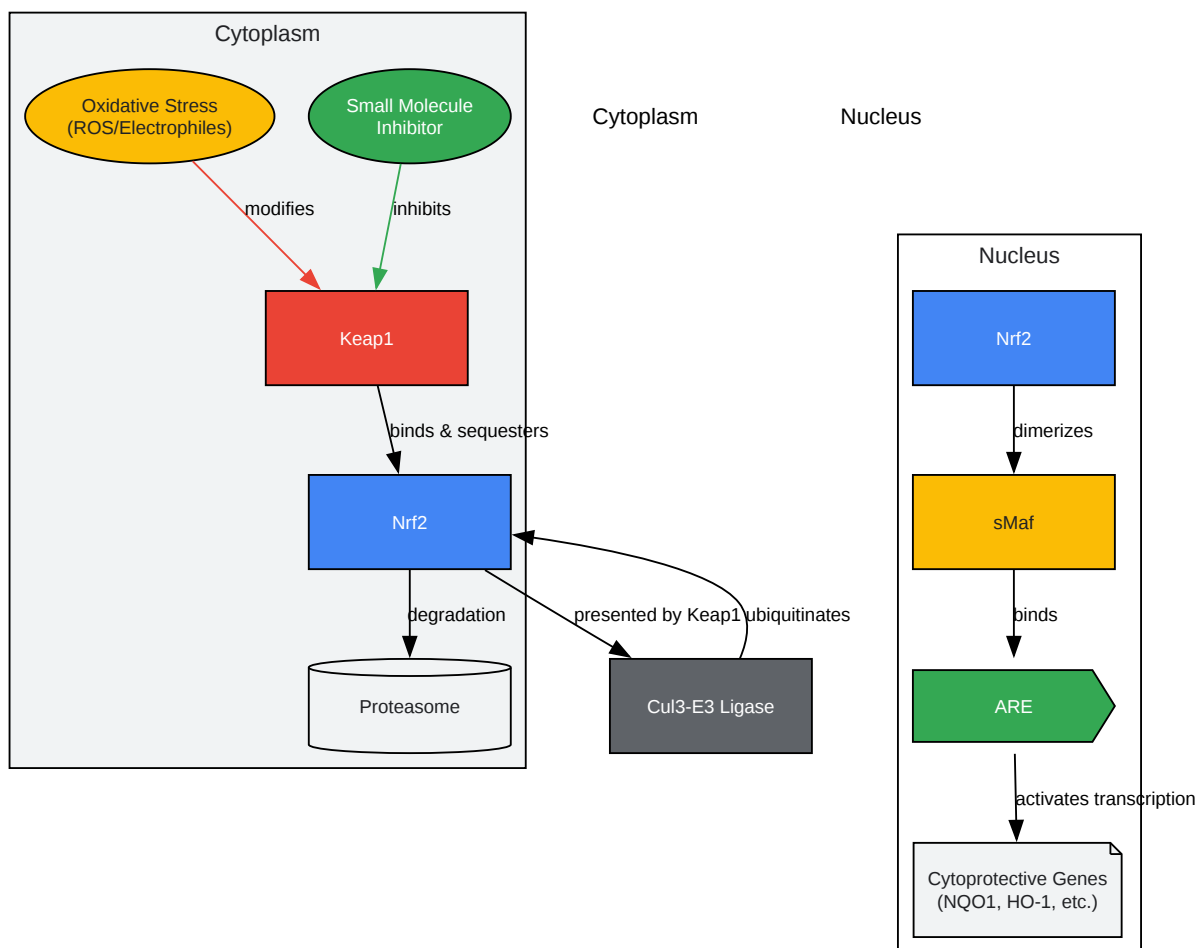 Cytoplasm
Oxidative Stress
(ROS/Electrophiles)
Small Molecule
Inhibitor
Cytoplasm
Nucleus
modifies
inhibits
Nucleus
Keap1
Nrf2
binds & sequesters
dimerizes
Nrf2
sMaf
degradation
presented by Keap1
ubiquitinates
binds
Proteasome
Cul3-E3 Ligase
ARE
activates transcription
Cytoprotective Genes
(NQO1, HO-1, etc.)